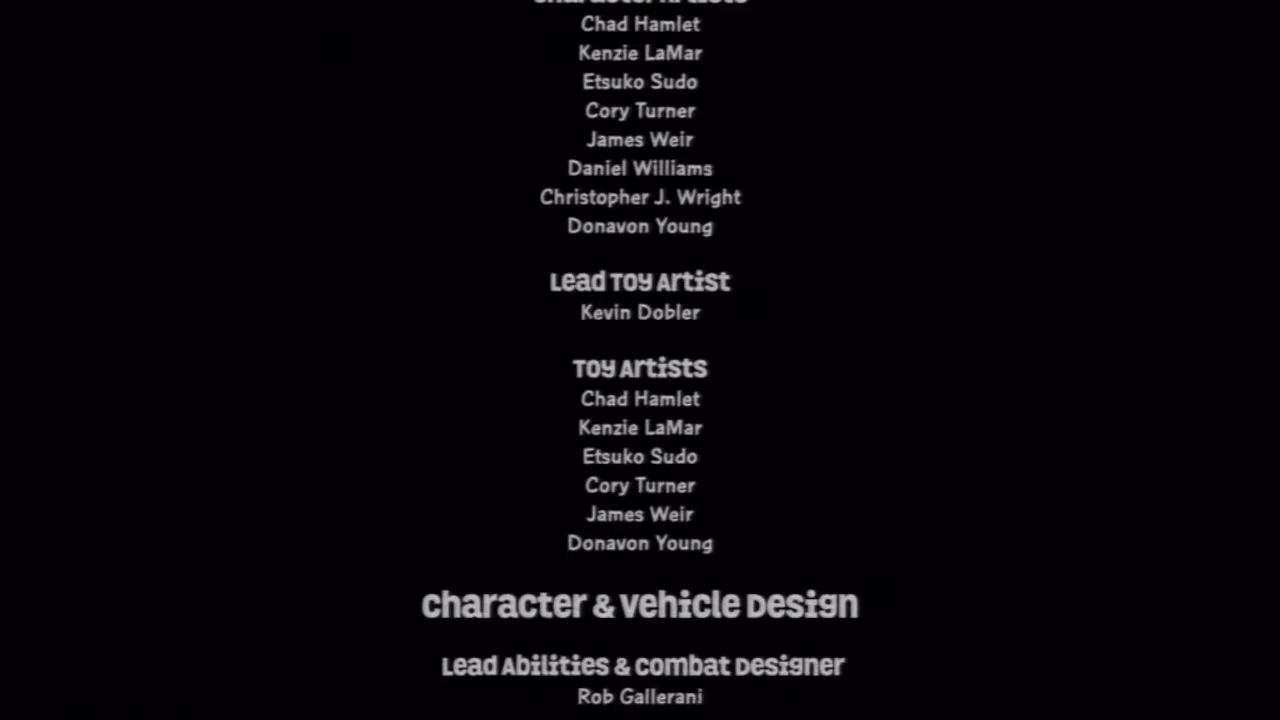 Character Artists
Chad Hamlet
Kenzie LaMar
Etsuko Sudo
Cory Turner
James Weir
Daniel Williams
Christopher J. Wright
Donavon Young
Lead Toy Artist
Kevin Dobler
Toy Artists
Chad Hamlet
Kenzie LaMar
Etsuko Sudo
Cory Turner
James Weir
Donavon Young
Character & Vehicle Design
Lead Abilities & Combat Designer
Rob Gallerani